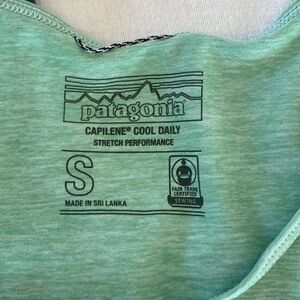 patagonia
CAPILENE® COOL DAILY
STRETCH PERFORMANCE
S
MADE IN SRI LANKA
FAIR TRADE
CERTIFIED
SEWING